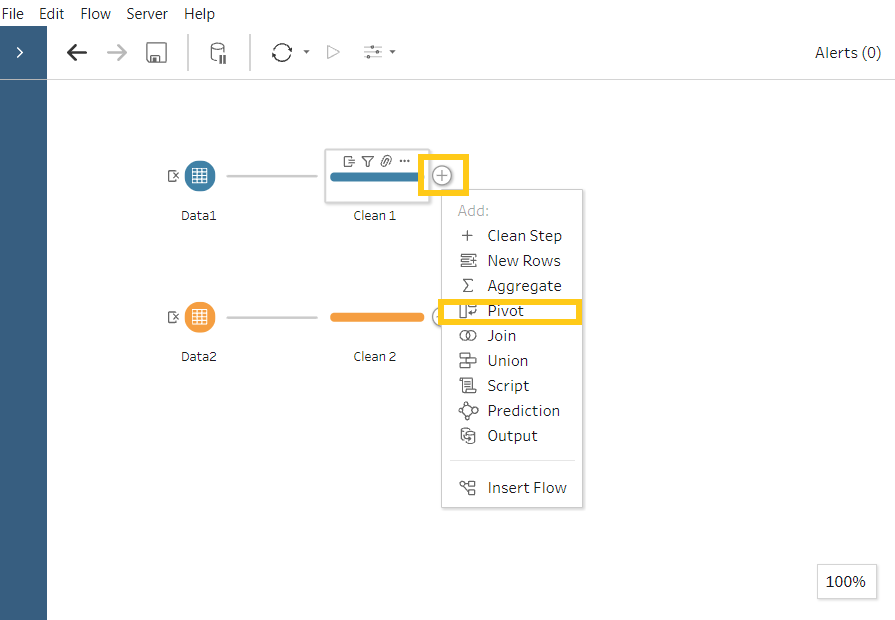 File Edit Flow Server Help
Alerts (0)
Data1
Clean 1
Add:
Clean Step
New Rows
Aggregate
Pivot
Join
Union
Script
Prediction
Output
Insert Flow
Data2
Clean 2
100%